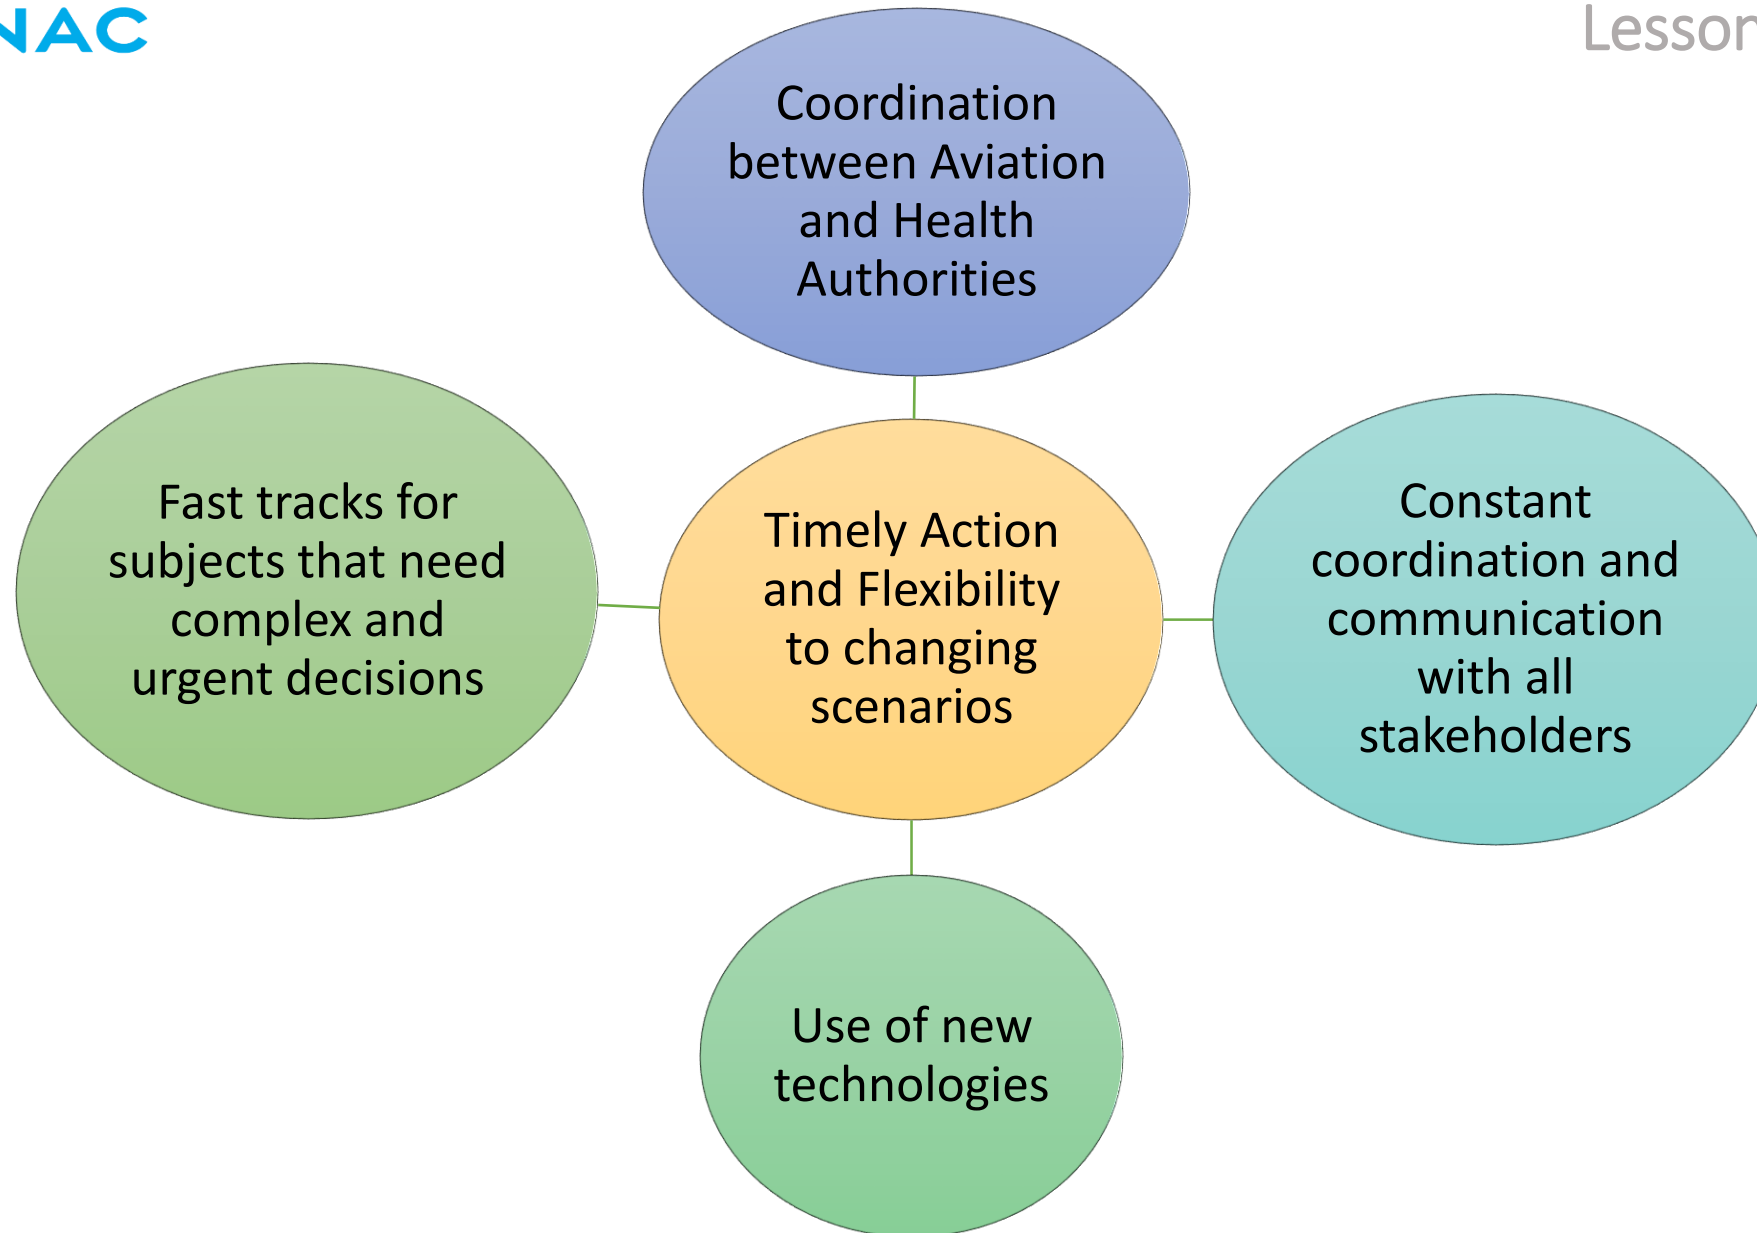 NAC
Lesson
Coordination
between Aviation
and Health
Authorities
Fast tracks for
subjects that need
complex and
urgent decisions
Timely Action
and Flexibility
to changing
scenarios
Constant
coordination and
communication
with all
stakeholders
Use of new
technologies